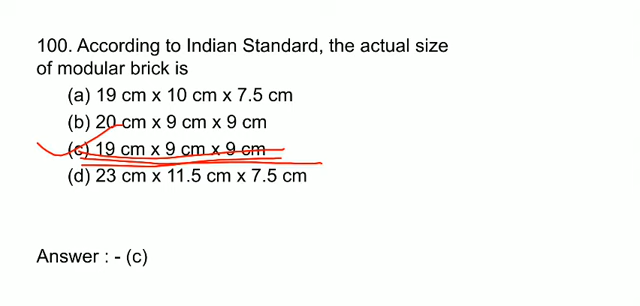 100. According to Indian Standard, the actual size
of modular brick is
(a) 19 cm x 10 cm x 7.5 cm
(b) 20 cm x 9 cm x 9 cm
(c) 19 cm x 9 cm x 9 cm
(d) 23 cm x 11.5 cm x 7.5 cm
Answer : - (c)